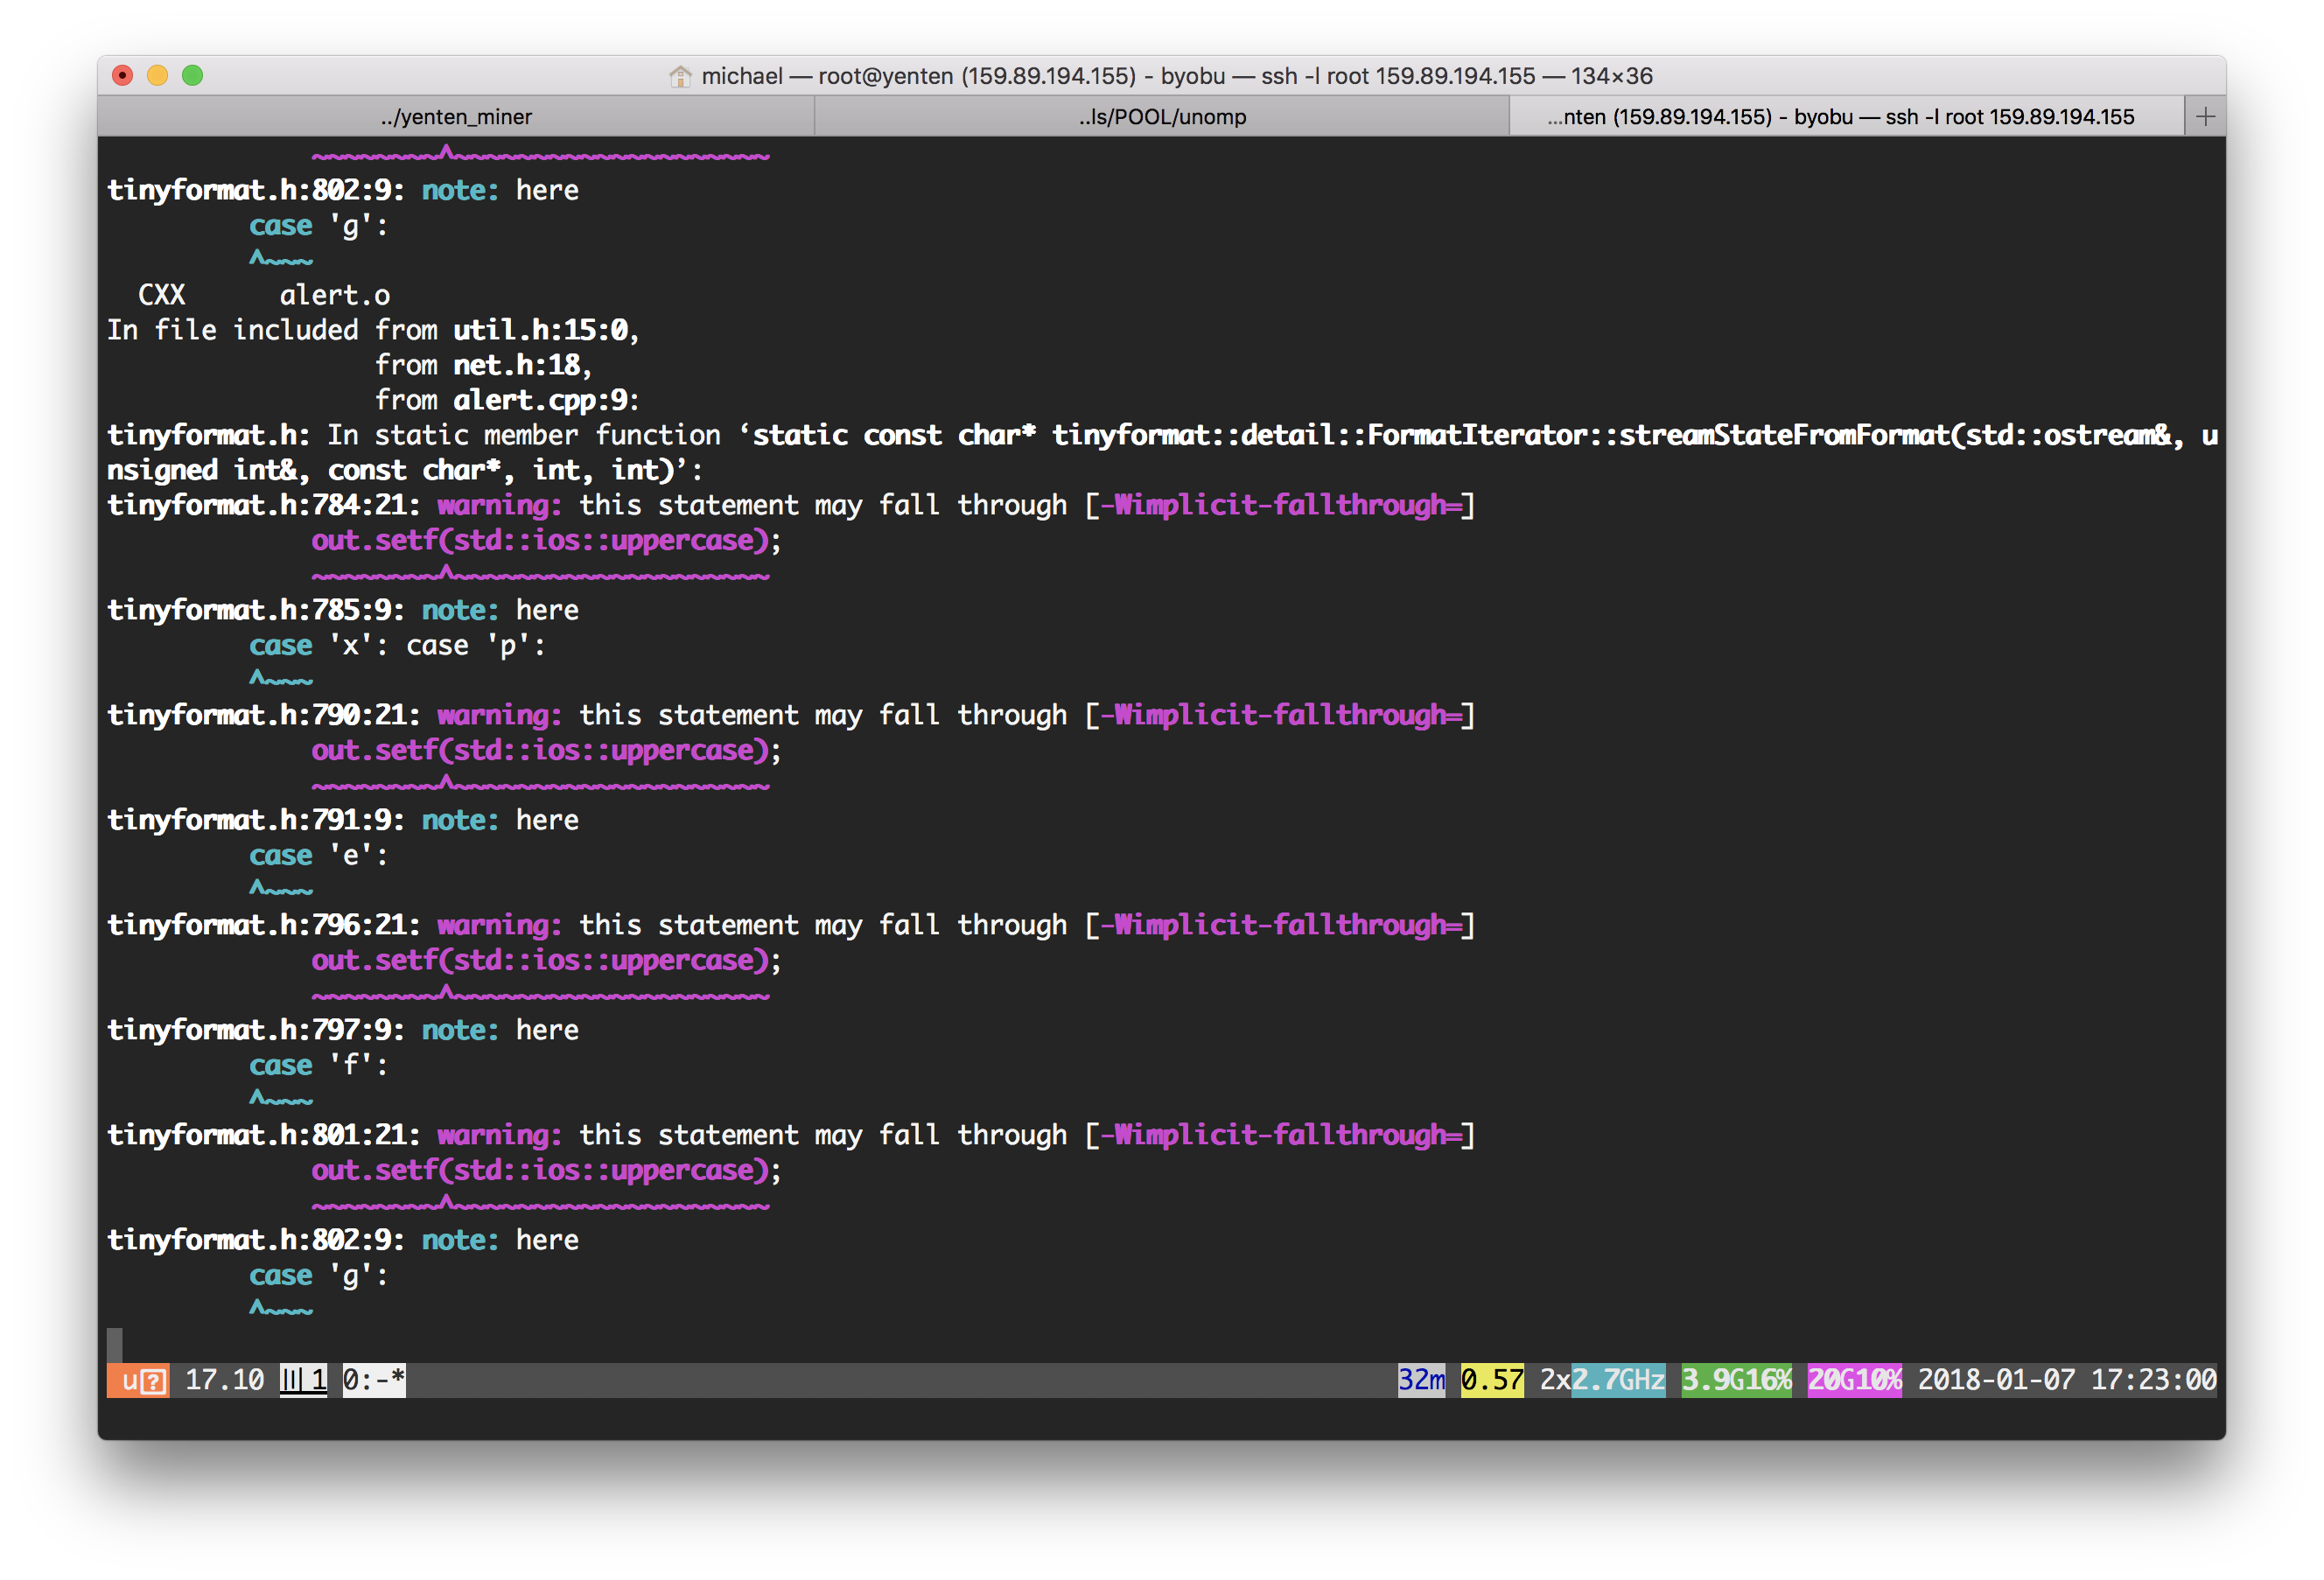 michael — root@yenten (159.89.194.155) - byobu — ssh -l root 159.89.194.155 — 134×36
../yenten_miner ..ls/POOL/unomp ...nten (159.89.194.155) - byobu — ssh -l root 159.89.194.155 +
~~~~~~~~^~~~~~~~~~~~~~~~~~~~~
tinyformat.h:802:9: note: here
case 'g':
^~~~
CXX alert.o
In file included from util.h:15:0,
from net.h:18,
from alert.cpp:9:
tinyformat.h: In static member function ‘static const char* tinyformat::detail::FormatIterator::streamStateFromFormat(std::ostream&, u
nsigned int&, const char*, int, int)’:
tinyformat.h:784:21: warning: this statement may fall through [-Wimplicit-fallthrough=]
out.setf(std::ios::uppercase);
~~~~~~~~^~~~~~~~~~~~~~~~~~~~~
tinyformat.h:785:9: note: here
case 'x': case 'p':
^~~~
tinyformat.h:790:21: warning: this statement may fall through [-Wimplicit-fallthrough=]
out.setf(std::ios::uppercase);
~~~~~~~~^~~~~~~~~~~~~~~~~~~~~
tinyformat.h:791:9: note: here
case 'e':
^~~~
tinyformat.h:796:21: warning: this statement may fall through [-Wimplicit-fallthrough=]
out.setf(std::ios::uppercase);
~~~~~~~~^~~~~~~~~~~~~~~~~~~~~
tinyformat.h:797:9: note: here
case 'f':
^~~~
tinyformat.h:801:21: warning: this statement may fall through [-Wimplicit-fallthrough=]
out.setf(std::ios::uppercase);
~~~~~~~~^~~~~~~~~~~~~~~~~~~~~
tinyformat.h:802:9: note: here
case 'g':
^~~~
u? 17.10 ||| 1 0:-* 32m 0.57 2x2.7GHz 3.9G16% 20G10% 2018-01-07 17:23:00